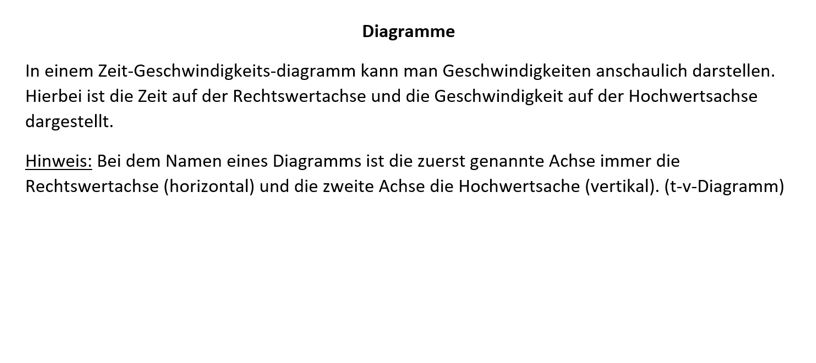 Diagramme
In einem Zeit-Geschwindigkeits-diagramm kann man Geschwindigkeiten anschaulich darstellen.
Hierbei ist die Zeit auf der Rechtswertachse und die Geschwindigkeit auf der Hochwertsachse
dargestellt.
Hinweis: Bei dem Namen eines Diagramms ist die zuerst genannte Achse immer die
Rechtswertachse (horizontal) und die zweite Achse die Hochwertsache (vertikal). (t-v-Diagramm)